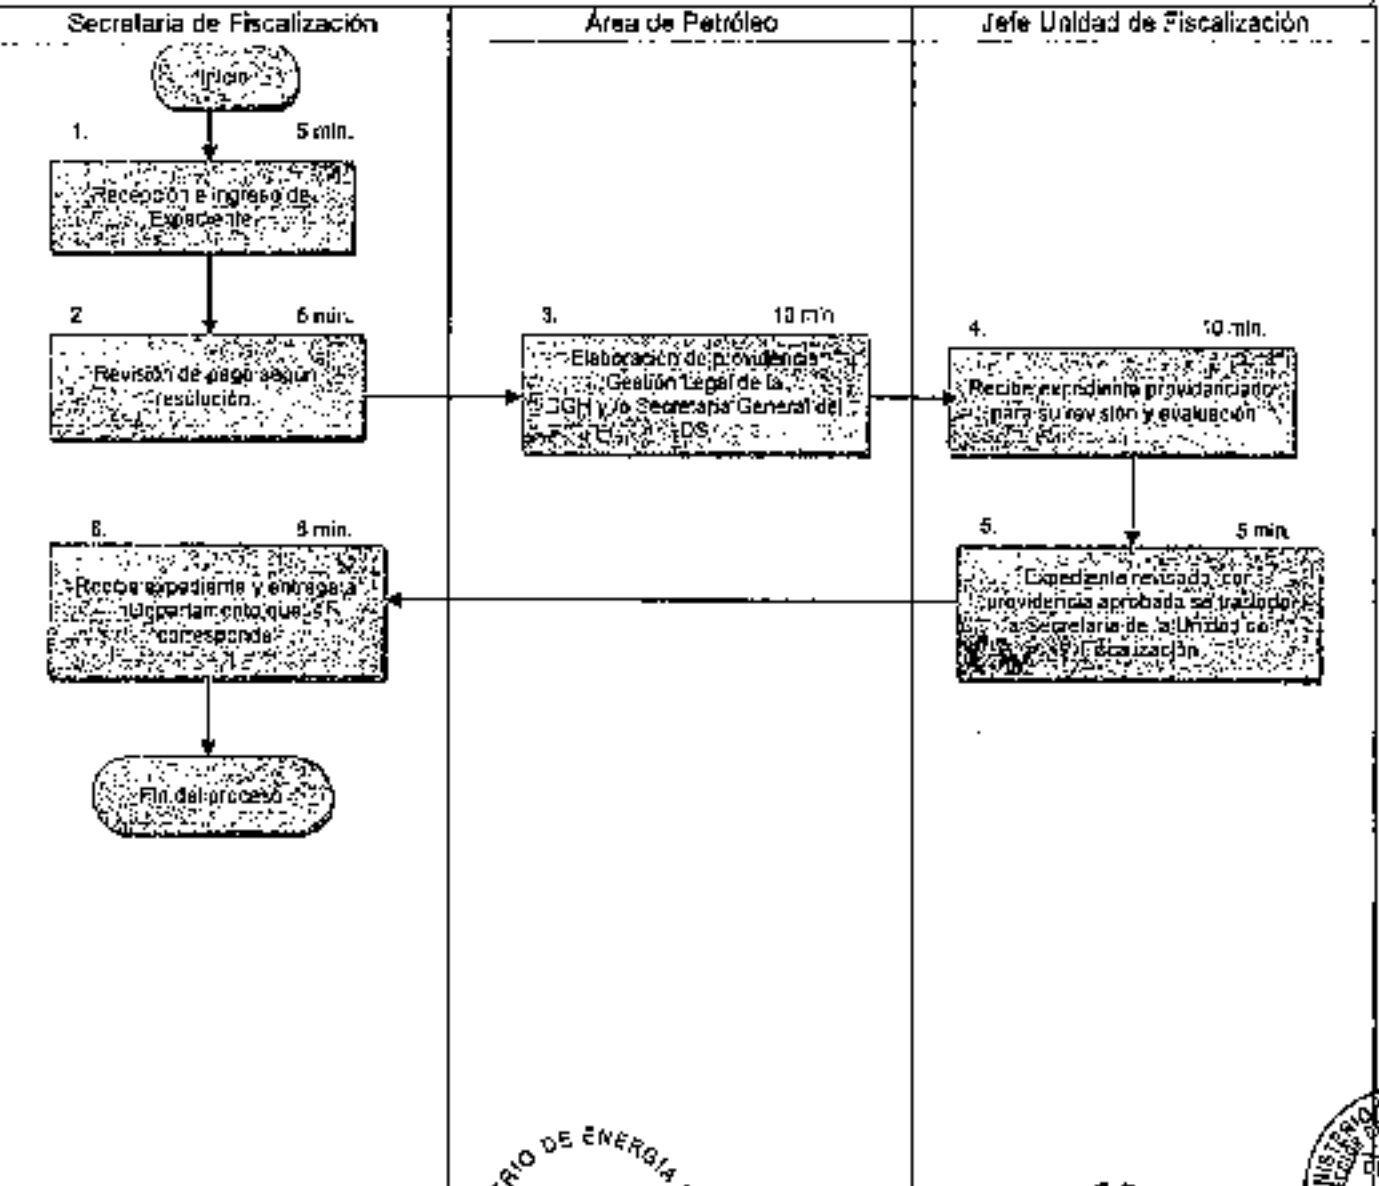 Secretaria de Fiscalización
Área de Petróleo
Jefe Unidad de Fiscalización
Inicio
1.
5 min.
Recepción e ingreso de
Expediente
2
min.
Revisión de pago según
resolución.
3.
10 min
Elaboración de providencia
Gestión Legal de la
DGH y/o Secretaria General del
4.
10 min.
Recibe expediente providenciado
para su revisión y evaluación
5.
5 min.
Expediente revisado con
providencia aprobada se traslada
a Secretaria de la Unidad de
Fiscalización
6.
min.
Recibe expediente y entrega a
Departamento que
corresponda
Fin del proceso
DE ENERGÍA